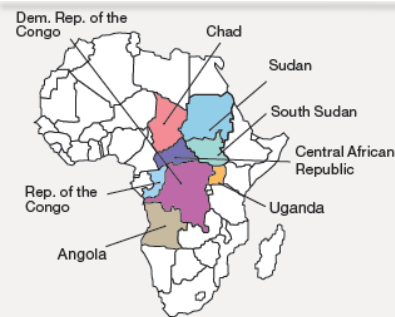 Dem. Rep. of the
Congo
Chad
Sudan
South Sudan
Central African
Republic
Rep. of the
Congo
Uganda
Angola